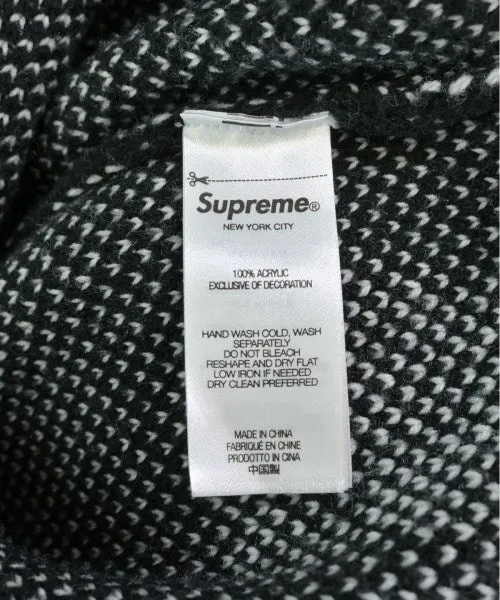 Supreme®
NEW YORK CITY
100% ACRYLIC
EXCLUSIVE OF DECORATION
HAND WASH COLD, WASH
SEPARATELY
DO NOT BLEACH
RESHAPE AND DRY FLAT
LOW IRON IF NEEDED
DRY CLEAN PREFERRED
MADE IN CHINA
FABRIQUÉ EN CHINE
PRODOTTO IN CINA
中国製